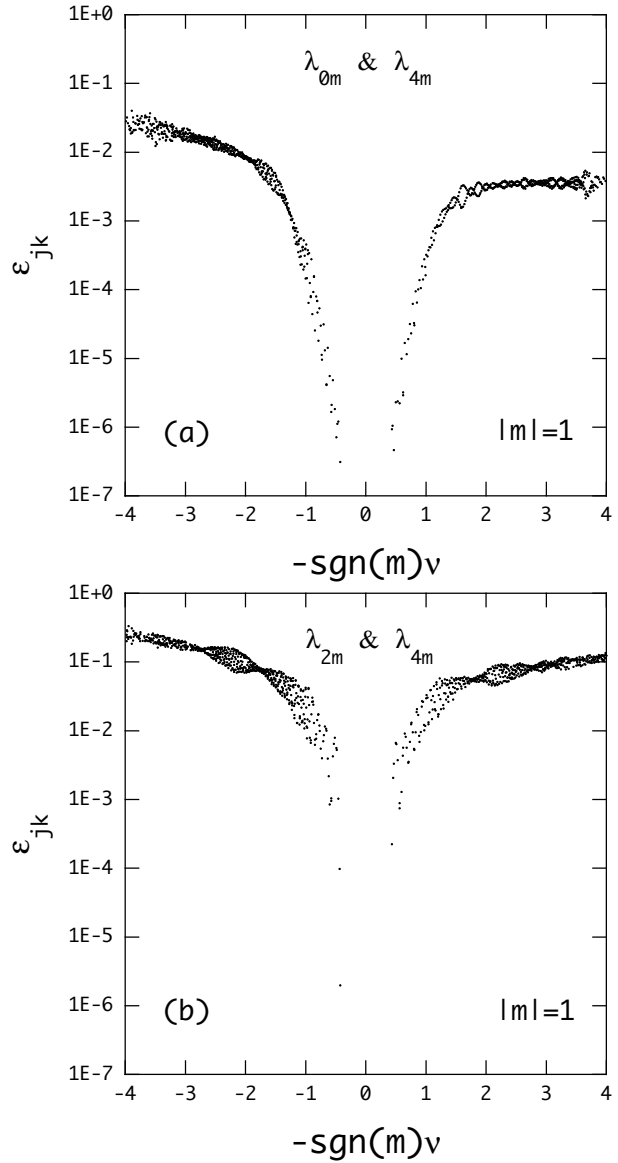 1E+0
λ0m & λ4m
1E-1
1E-2
1E-3
εjk
1E-4
1E-5
1E-6
(a) |m|=1
1E-7
-4 -3 -2 -1 0 1 2 3 4
-sgn(m)ν
1E+0
λ2m & λ4m
1E-1
1E-2
1E-3
εjk
1E-4
1E-5
1E-6
(b) |m|=1
1E-7
-4 -3 -2 -1 0 1 2 3 4
-sgn(m)ν